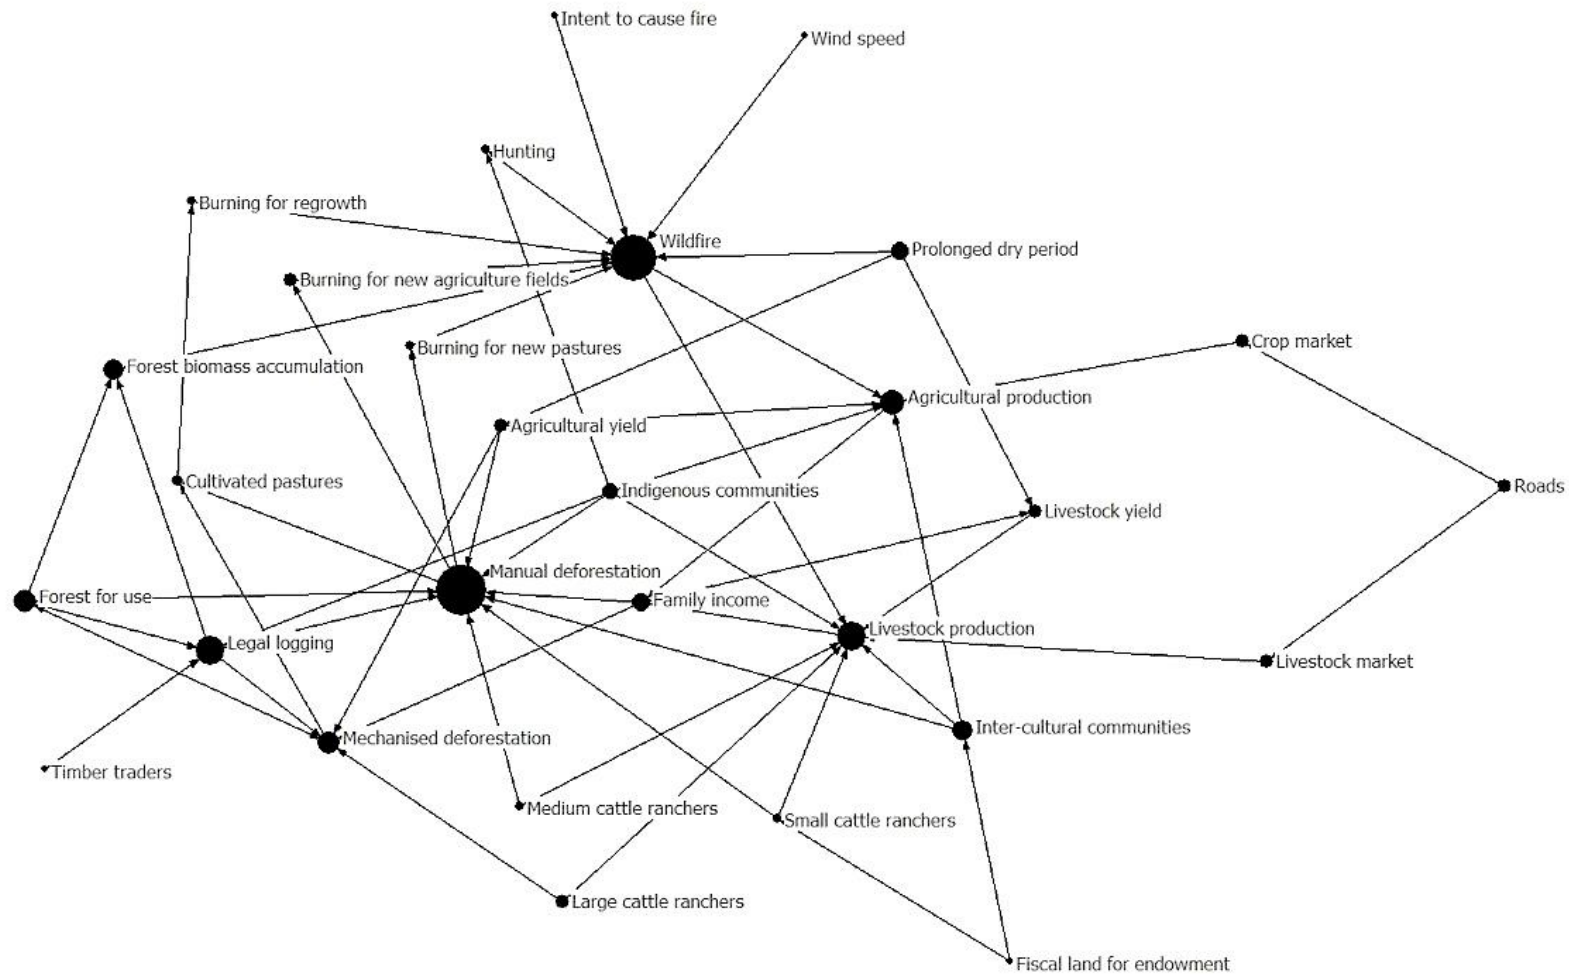 Intent to cause fire
Wind speed
Hunting
Burning for regrowth
Wildfire
Prolonged dry period
Burning for new agriculture fields
Crop market
Burning for new pastures
Forest biomass accumulation
Agricultural production
Agricultural yield
Cultivated pastures
Indigenous communities
Roads
Livestock yield
Manual deforestation
Forest for use
Family income
Livestock production
Legal logging
Livestock market
Inter-cultural communities
Mechanised deforestation
Timber traders
Medium cattle ranchers
Small cattle ranchers
Large cattle ranchers
Fiscal land for endowment